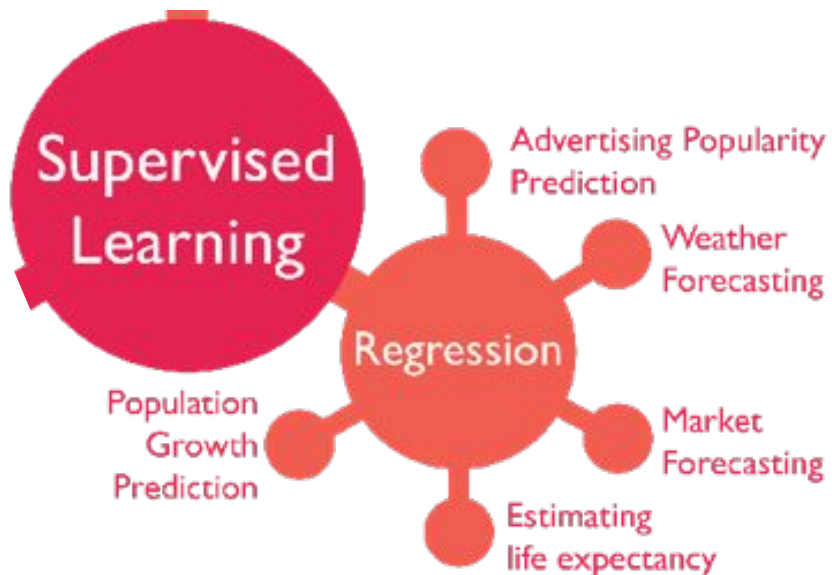 Supervised
Learning
Advertising Popularity
Prediction
Weather
Forecasting
Regression
Population
Growth
Prediction
Market
Forecasting
Estimating
life expectancy